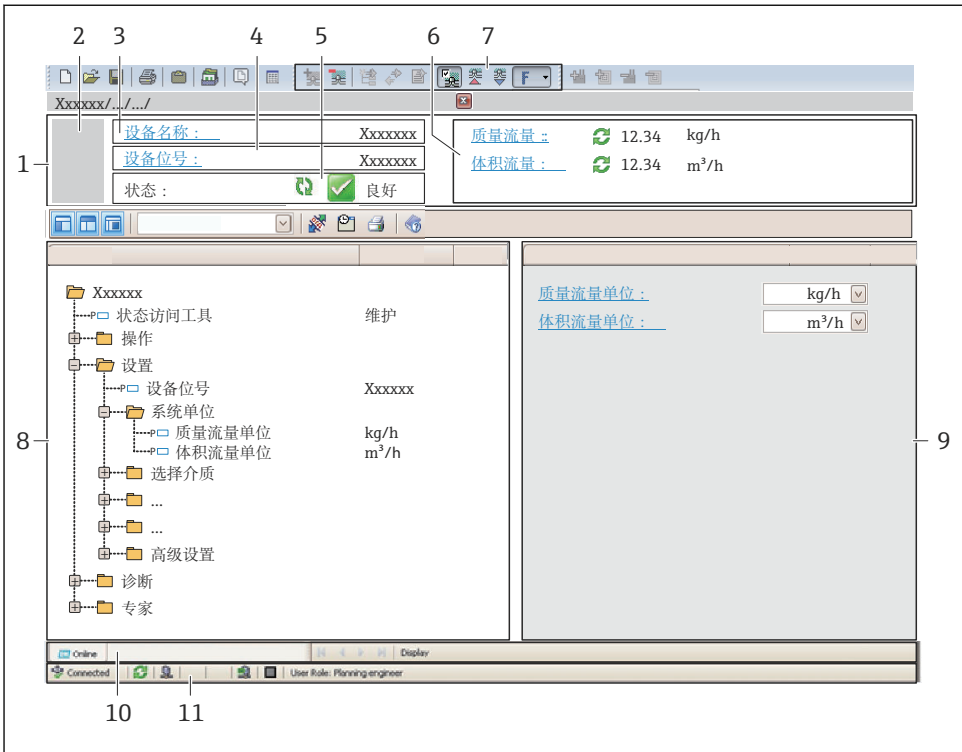 2 3 4 5 6 7
F
Xxxxxx/.../.../
1
设备名称： Xxxxxxx
设备位号： Xxxxxxx
状态： 良好
质量流量：: 12.34 kg/h
体积流量： 12.34 m³/h
Xxxxxx
状态访问工具 维护
操作
设置
设备位号 Xxxxxx
系统单位
质量流量单位 kg/h
体积流量单位 m³/h
选择介质
...
...
高级设置
诊断
专家
8
质量流量单位： kg/h
体积流量单位： m³/h
9
Online Display
Connected User Role: Planning engineer
10 11